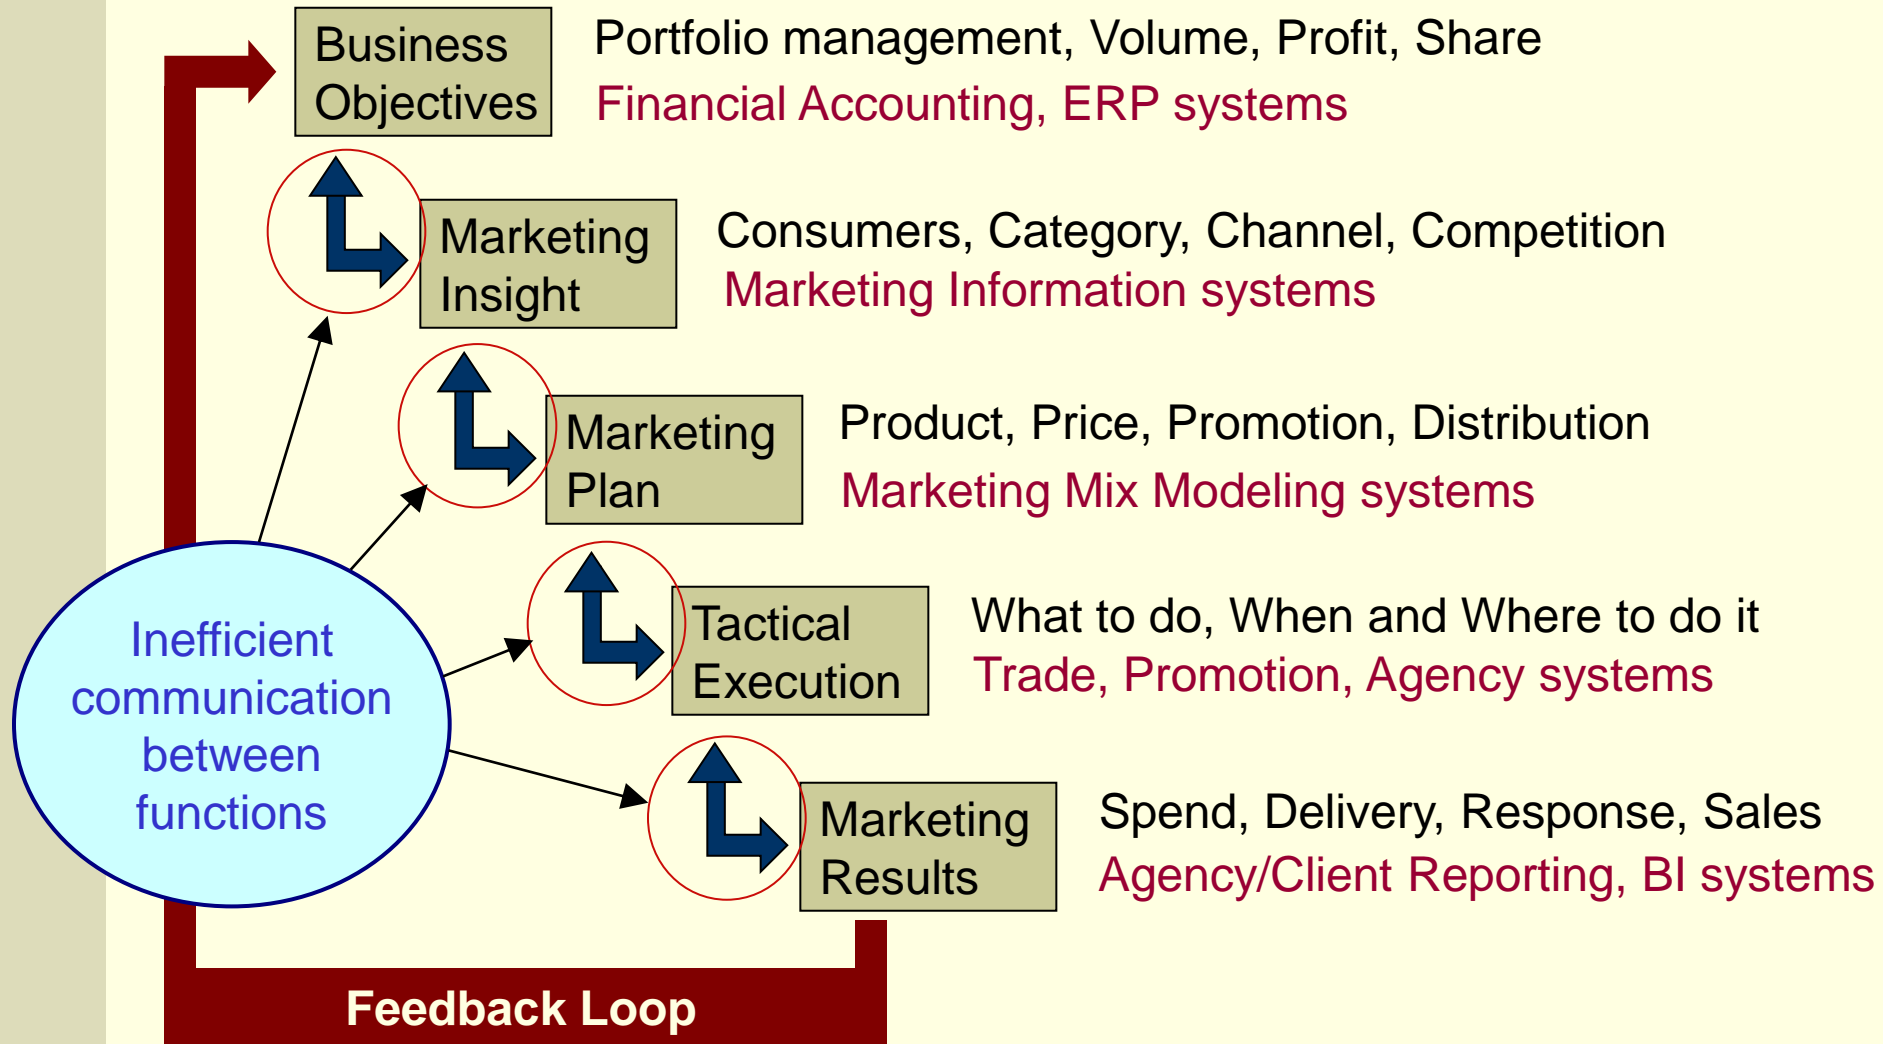 Business
Objectives
Portfolio management, Volume, Profit, Share
Financial Accounting, ERP systems
Marketing
Insight
Consumers, Category, Channel, Competition
Marketing Information systems
Marketing
Plan
Product, Price, Promotion, Distribution
Marketing Mix Modeling systems
Tactical
Execution
What to do, When and Where to do it
Trade, Promotion, Agency systems
Marketing
Results
Spend, Delivery, Response, Sales
Agency/Client Reporting, BI systems
Inefficient
communication
between
functions
Feedback Loop